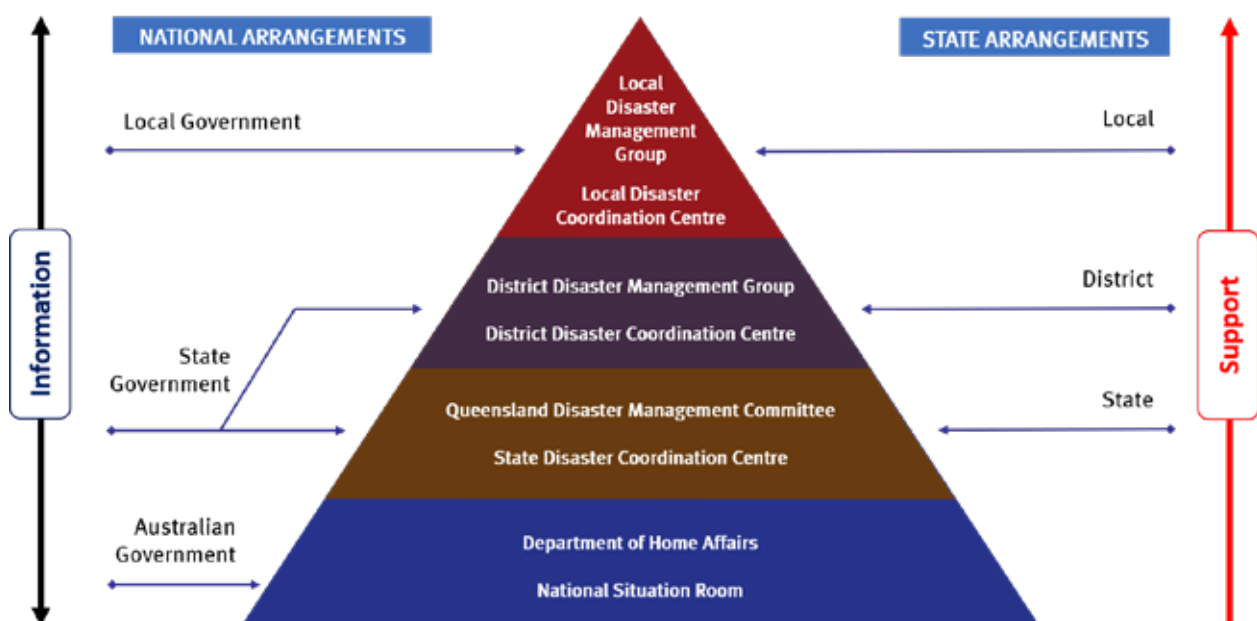 NATIONAL ARRANGEMENTS
STATE ARRANGEMENTS
Local
Disaster
Management
Group
Local Disaster
Coordination Centre
Local Government
Local
District Disaster Management Group
District Disaster Coordination Centre
District
State
Government
Queensland Disaster Management Committee
State Disaster Coordination Centre
State
Australian
Government
Department of Home Affairs
National Situation Room
Information
Support